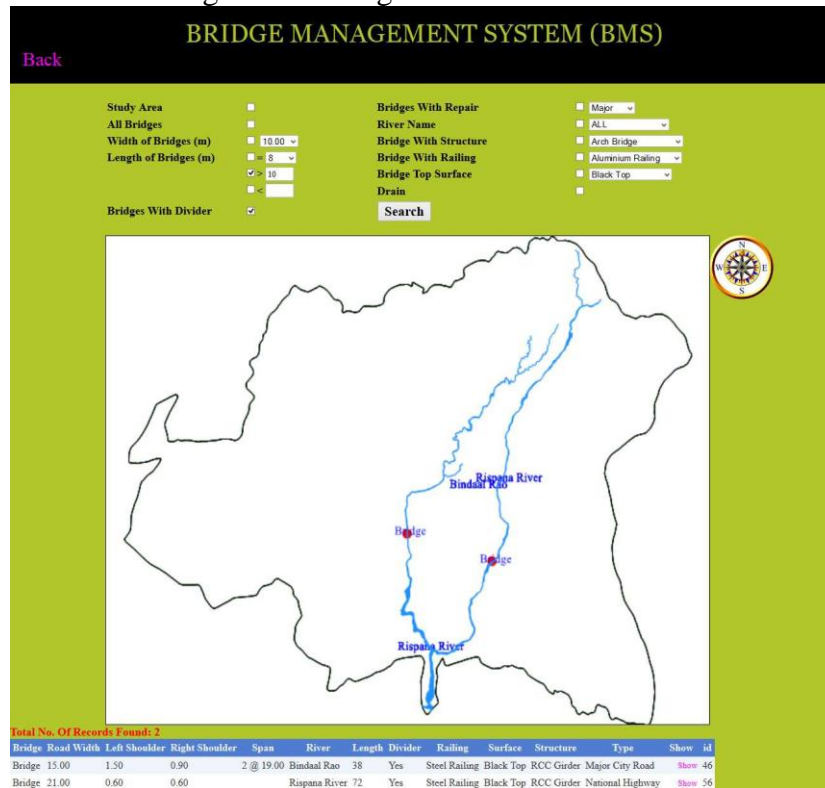 BRIDGE MANAGEMENT SYSTEM (BMS)
Back
Study Area
All Bridges
Width of Bridges (m) 10.00
Length of Bridges (m) = 8
> 10
<
Bridges With Divider
Bridges With Repair Major
River Name ALL
Bridge With Structure Arch Bridge
Bridge With Railing Aluminium Railing
Bridge Top Surface Black Top
Drain
Search
N
W E
S
Rispana River
Bindaal Rao
Bridge
Bridge
Rispana River
Total No. Of Records Found: 2
Bridge Road Width Left Shoulder Right Shoulder Span River Length Divider Railing Surface Structure Type Show id
Bridge 15.00 1.50 0.90 2 @ 19.00 Bindaal Rao 38 Yes Steel Railing Black Top RCC Girder Major City Road Show 46
Bridge 21.00 0.60 0.60 Rispana River 72 Yes Steel Railing Black Top RCC Girder National Highway Show 56